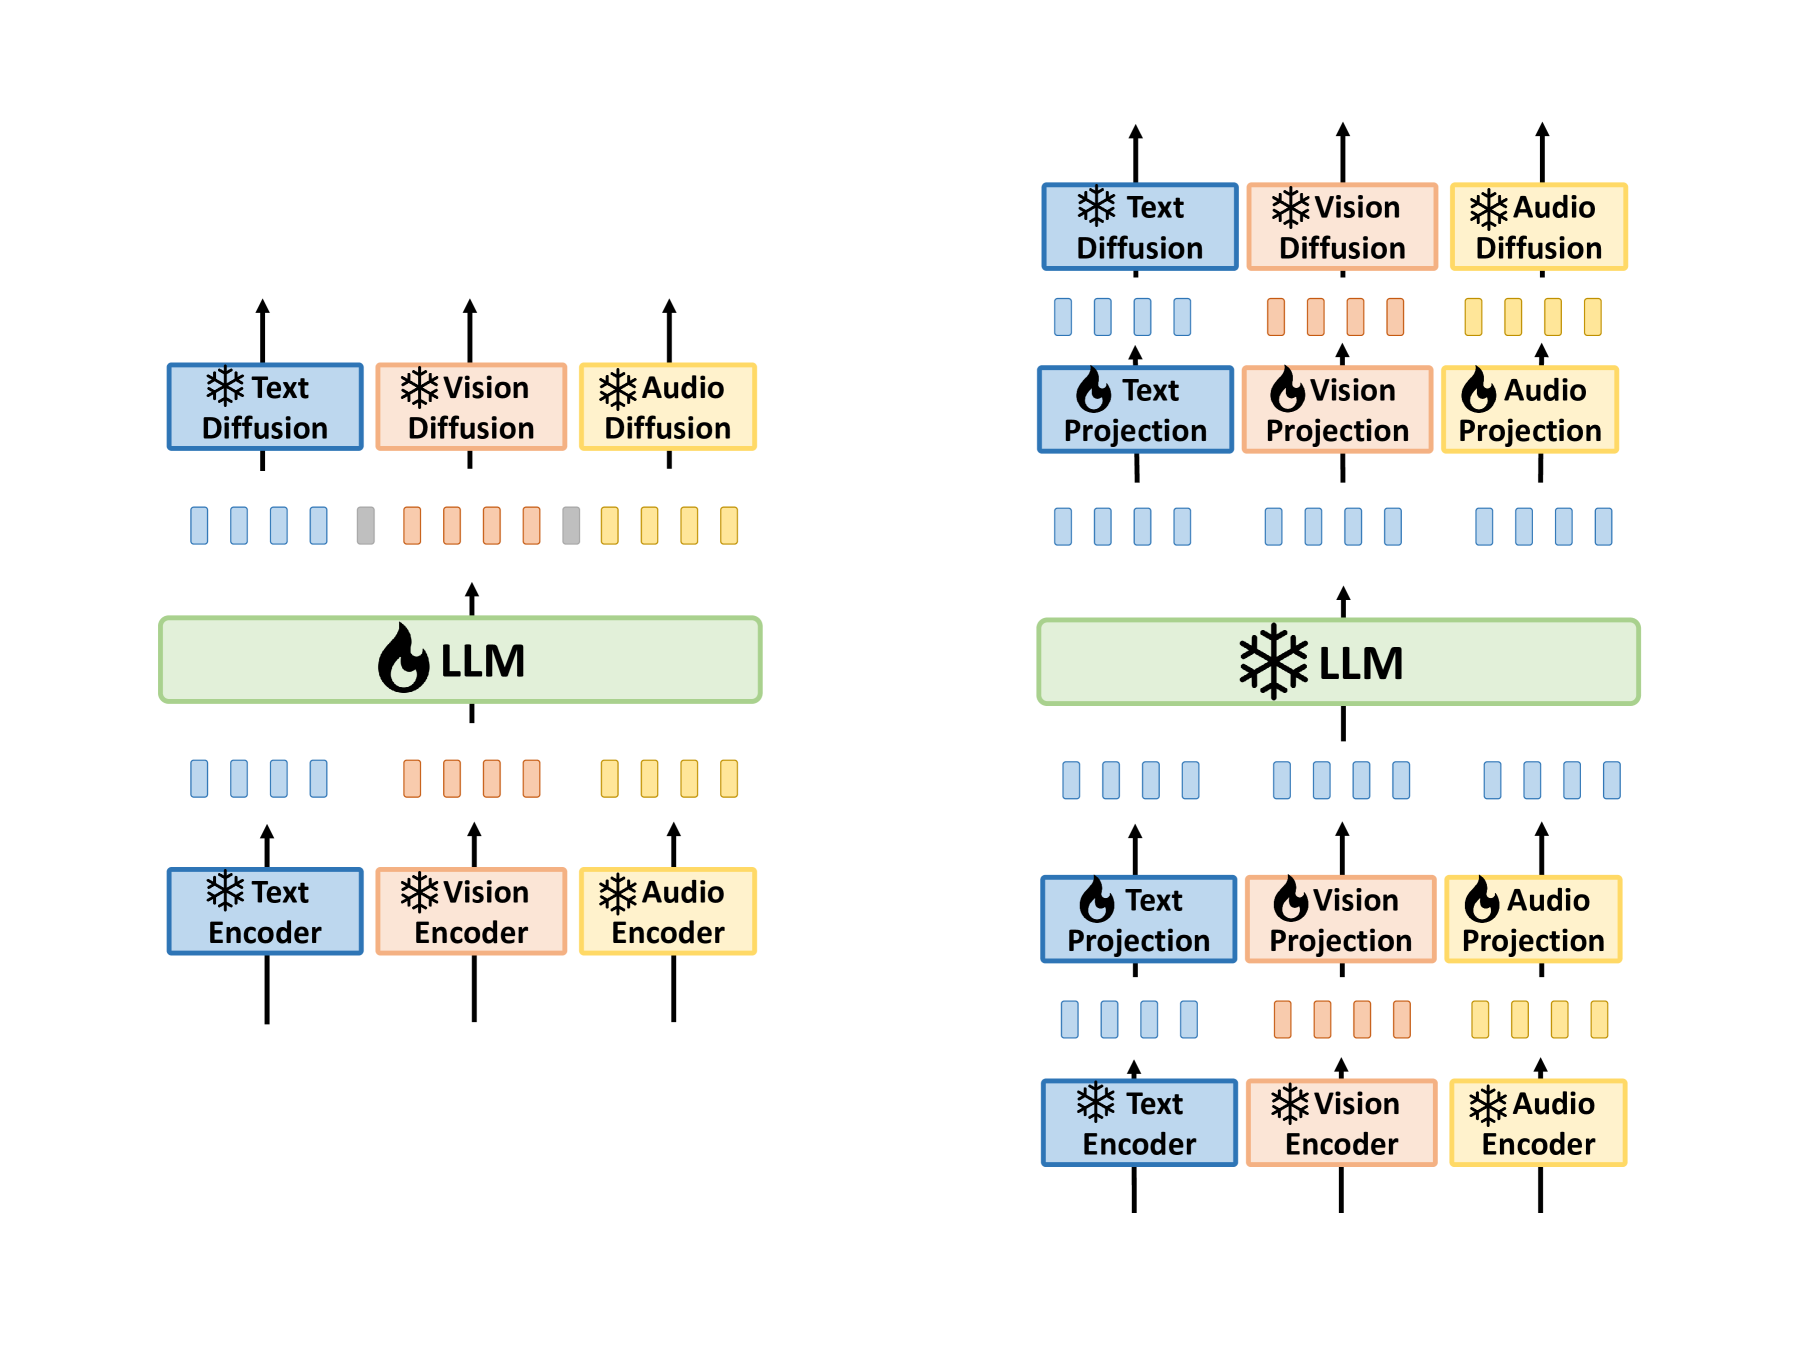 Text
Diffusion
Vision
Diffusion
Audio
Diffusion
LLM
Text
Encoder
Vision
Encoder
Audio
Encoder
Text
Diffusion
Vision
Diffusion
Audio
Diffusion
Text
Projection
Vision
Projection
Audio
Projection
LLM
Text
Projection
Vision
Projection
Audio
Projection
Text
Encoder
Vision
Encoder
Audio
Encoder